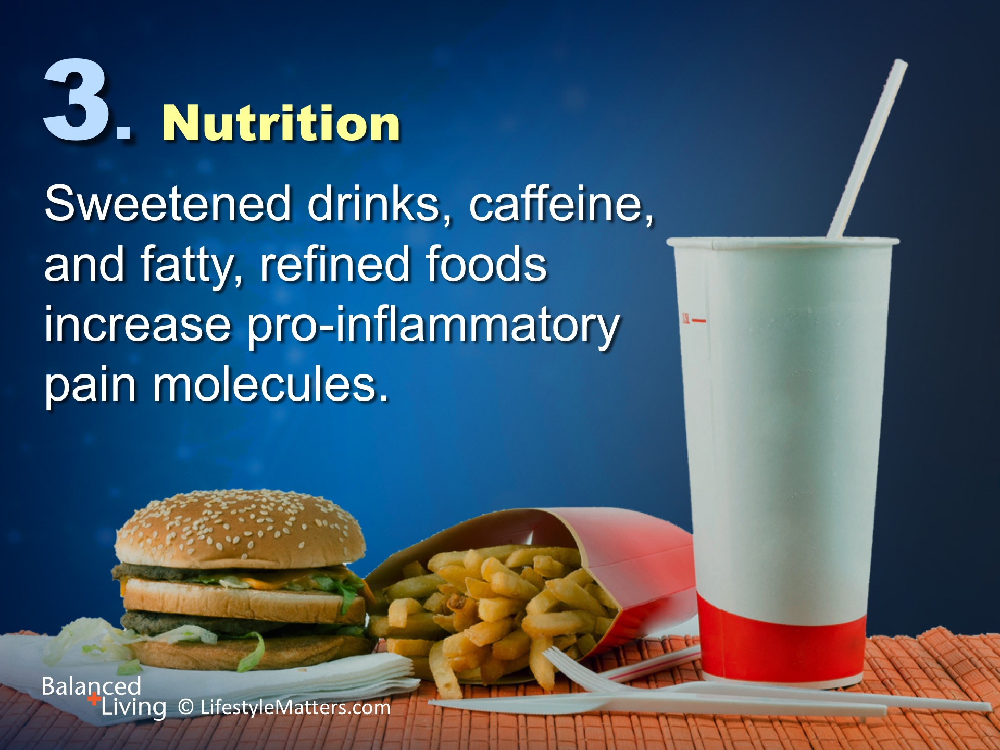 3. Nutrition
Sweetened drinks, caffeine,
and fatty, refined foods
increase pro-inflammatory
pain molecules.
Balanced
Living © LifestyleMatters.com